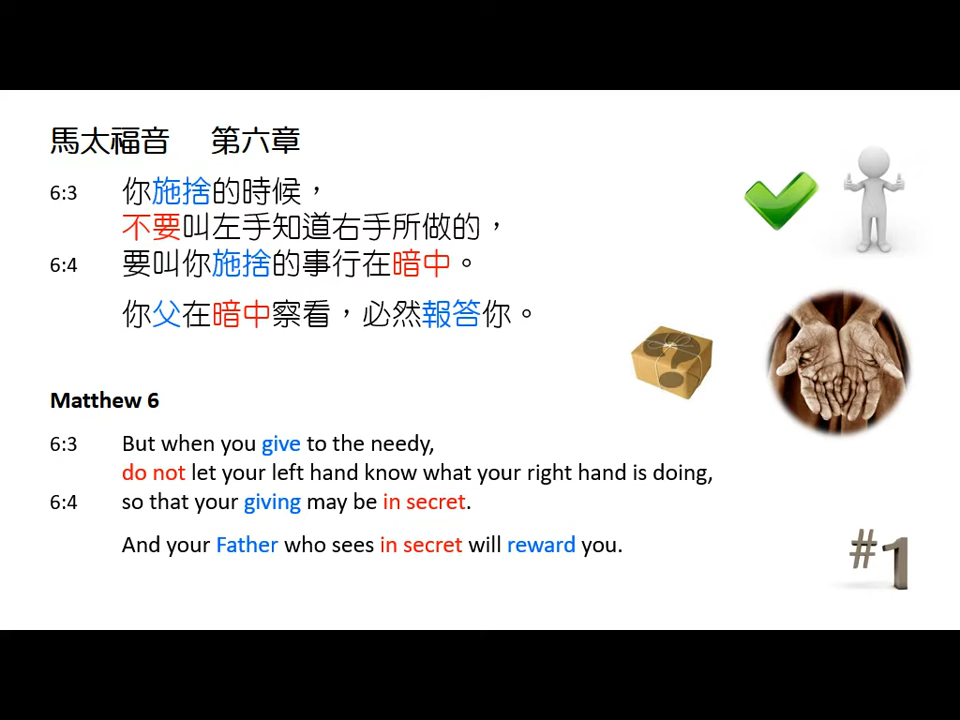 馬太福音 第六章
6:3 你施捨的時候，
不要叫左手知道右手所做的，
6:4 要叫你施捨的事行在暗中。
你父在暗中察看，必然報答你。
Matthew 6
6:3 But when you give to the needy,
do not let your left hand know what your right hand is doing,
6:4 so that your giving may be in secret.
And your Father who sees in secret will reward you.
#1